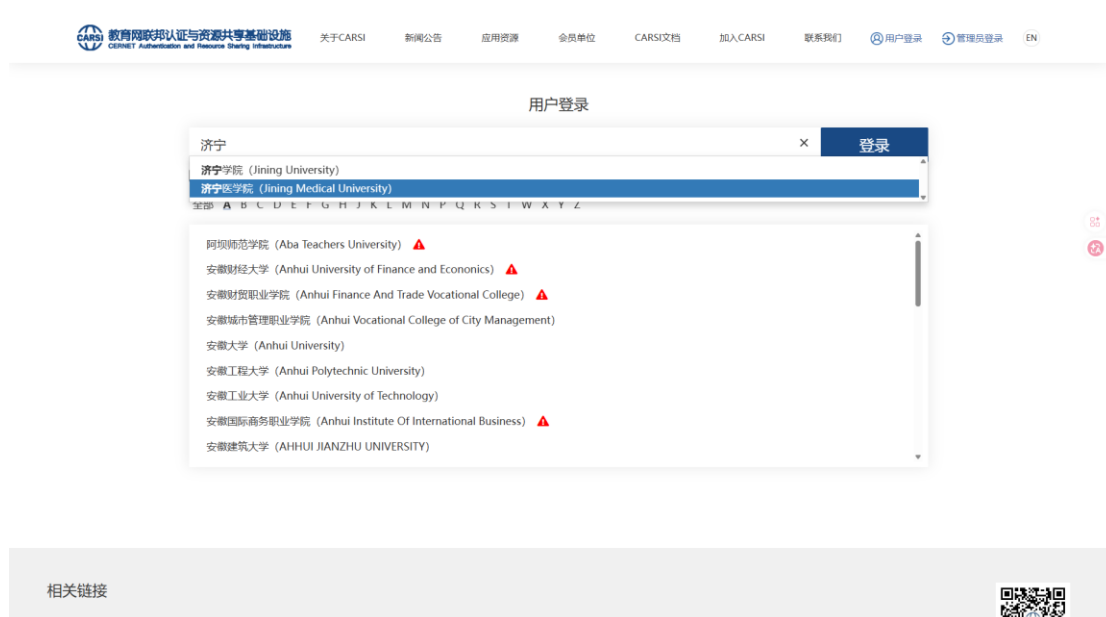 CARSI 教育网联邦认证与资源共享基础设施
CERNET Authentication and Resource Sharing Infrastructure
关于CARSI 新闻公告 应用资源 会员单位 CARSI文档 加入CARSI 联系我们 用户登录 管理员登录 EN
用户登录
济宁 × 登录
济宁学院（Jining University）
济宁医学院（Jining Medical University）
全部 A B C D E F G H J K L M N P Q R S T W X Y Z
阿坝师范学院（Aba Teachers University）
安徽财经大学（Anhui University of Finance and Econonics）
安徽财贸职业学院（Anhui Finance And Trade Vocational College）
安徽城市管理职业学院（Anhui Vocational College of City Management）
安徽大学（Anhui University）
安徽工程大学（Anhui Polytechnic University）
安徽工业大学（Anhui University of Technology）
安徽国际商务职业学院（Anhui Institute Of International Business）
安徽建筑大学（AHHUI JIANZHU UNIVERSITY）
相关链接